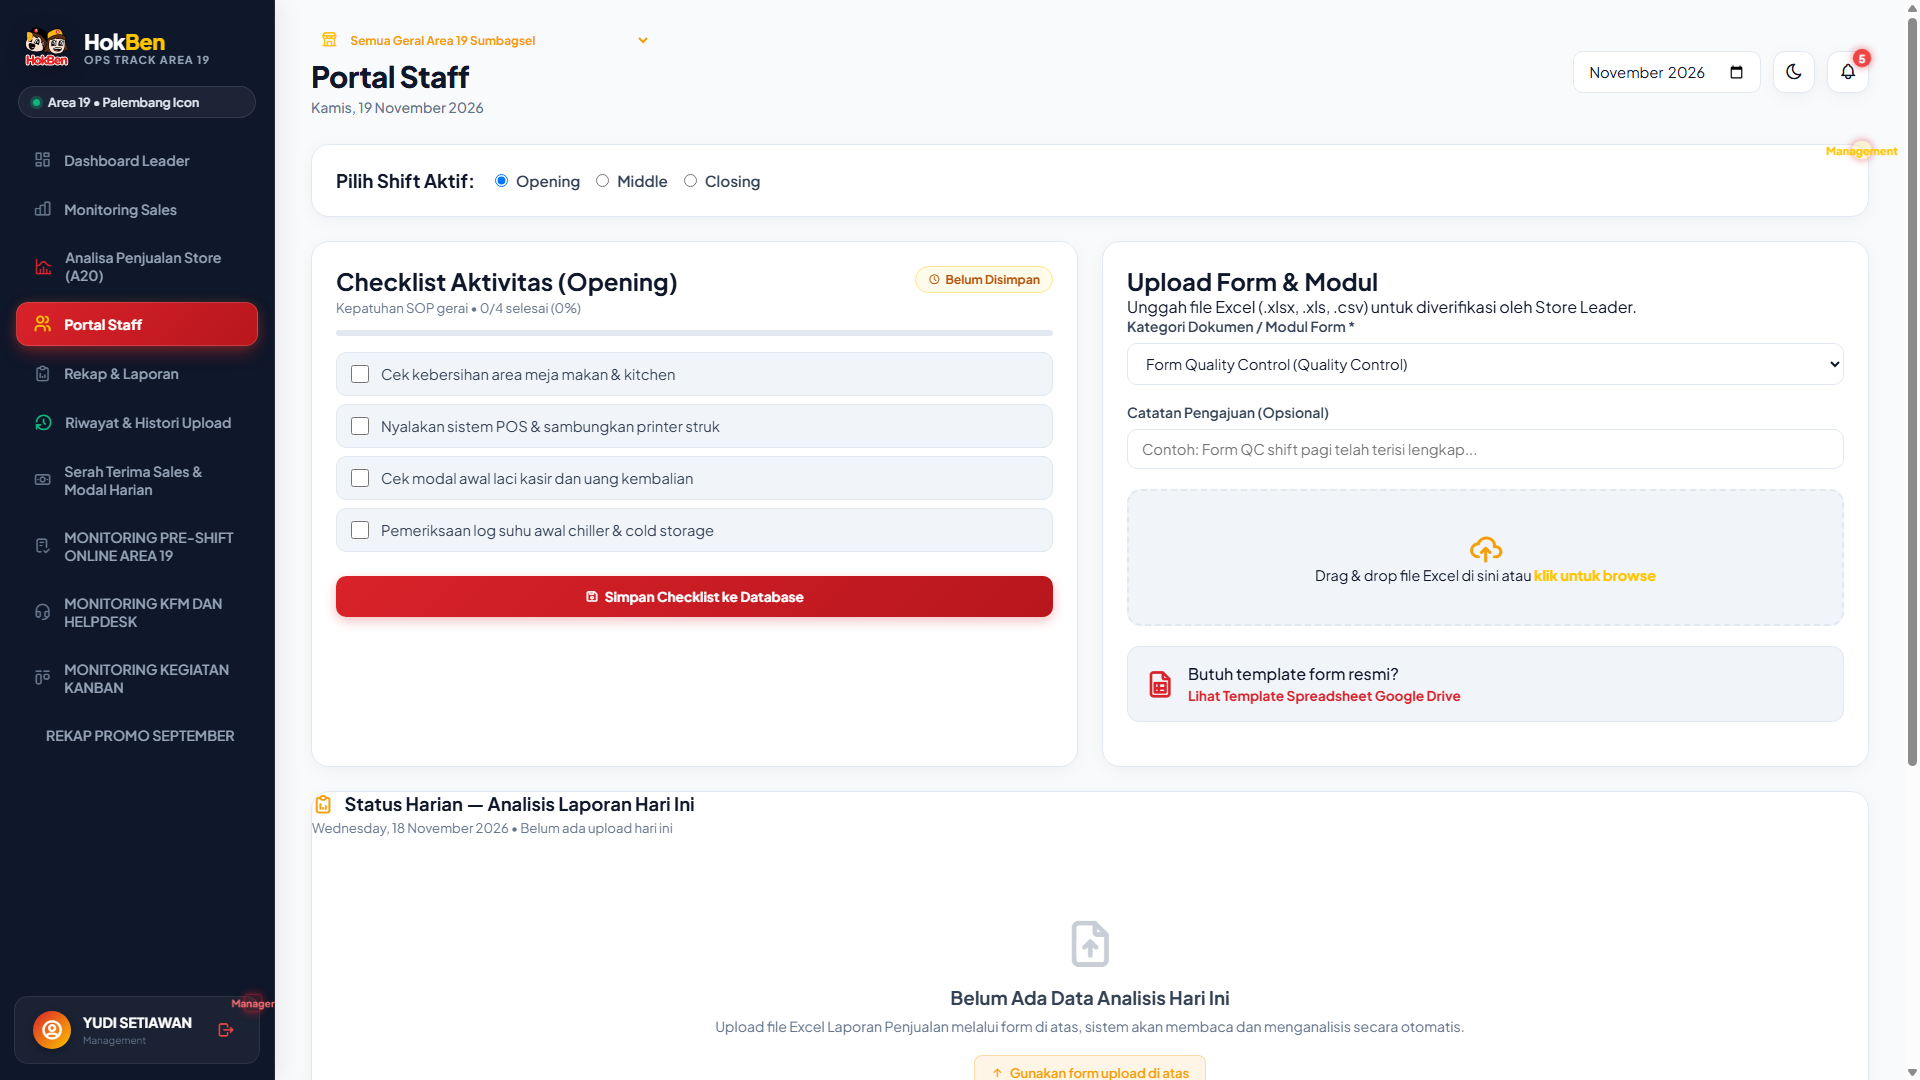 HokBen
HokBen
OPS TRACK AREA 19
Area 19 • Palembang Icon
Dashboard Leader
Monitoring Sales
Analisa Penjualan Store
(A20)
Portal Staff
Rekap & Laporan
Riwayat & Histori Upload
Serah Terima Sales &
Modal Harian
MONITORING PRE-SHIFT
ONLINE AREA 19
MONITORING KFM DAN
HELPDESK
MONITORING KEGIATAN
KANBAN
REKAP PROMO SEPTEMBER
Manager
YUDI SETIAWAN
Management
Semua Gerai Area 19 Sumbagsel
Portal Staff
Kamis, 19 November 2026
November 2026
5
Management
Pilih Shift Aktif:
Opening
Middle
Closing
Checklist Aktivitas (Opening)
Belum Disimpan
Kepatuhan SOP gerai • 0/4 selesai (0%)
Cek kebersihan area meja makan & kitchen
Nyalakan sistem POS & sambungkan printer struk
Cek modal awal laci kasir dan uang kembalian
Pemeriksaan log suhu awal chiller & cold storage
Simpan Checklist ke Database
Upload Form & Modul
Unggah file Excel (.xlsx, .xls, .csv) untuk diverifikasi oleh Store Leader.
Kategori Dokumen / Modul Form *
Form Quality Control (Quality Control)
Catatan Pengajuan (Opsional)
Contoh: Form QC shift pagi telah terisi lengkap...
Drag & drop file Excel di sini atau klik untuk browse
Butuh template form resmi?
Lihat Template Spreadsheet Google Drive
Status Harian — Analisis Laporan Hari Ini
Wednesday, 18 November 2026 • Belum ada upload hari ini
Belum Ada Data Analisis Hari Ini
Upload file Excel Laporan Penjualan melalui form di atas, sistem akan membaca dan menganalisis secara otomatis.
Gunakan form upload di atas